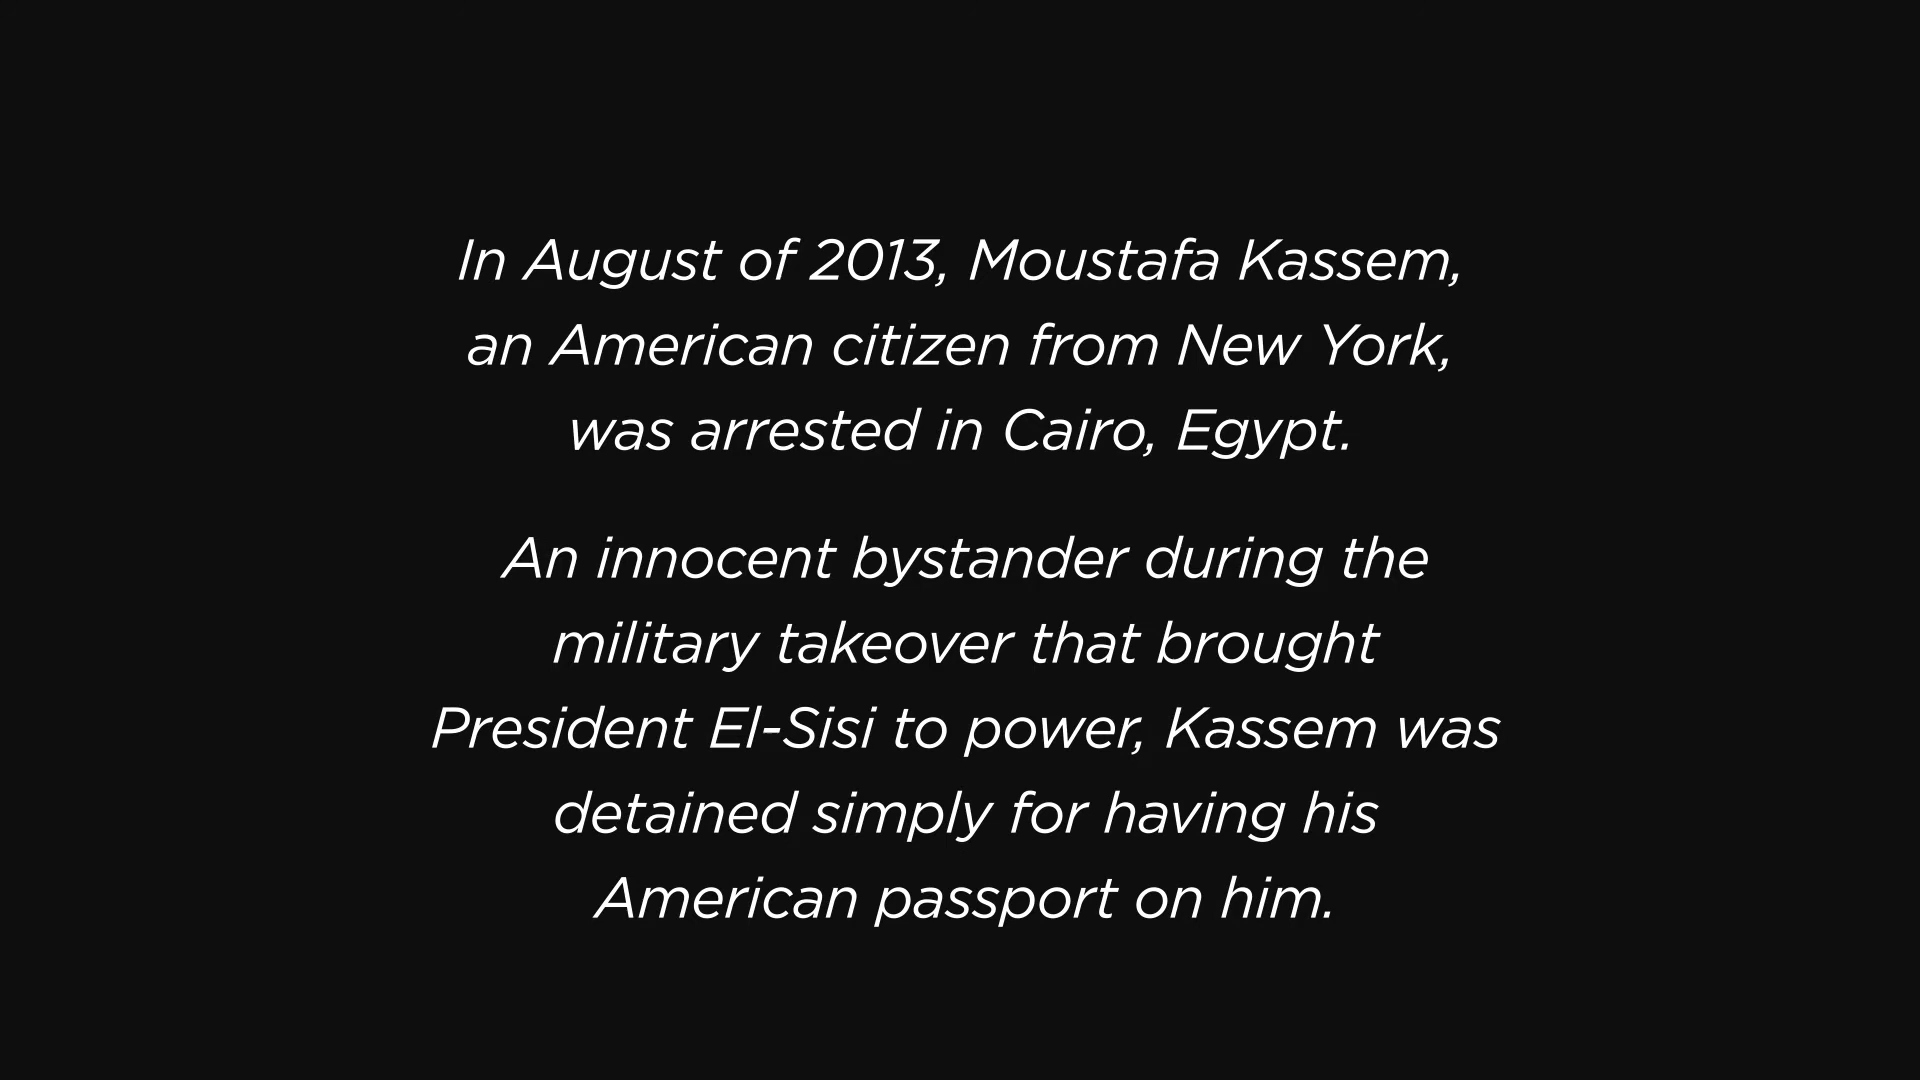 In August of 2013, Moustafa Kassem,
an American citizen from New York,
was arrested in Cairo, Egypt.
An innocent bystander during the
military takeover that brought
President El-Sisi to power, Kassem was
detained simply for having his
American passport on him.